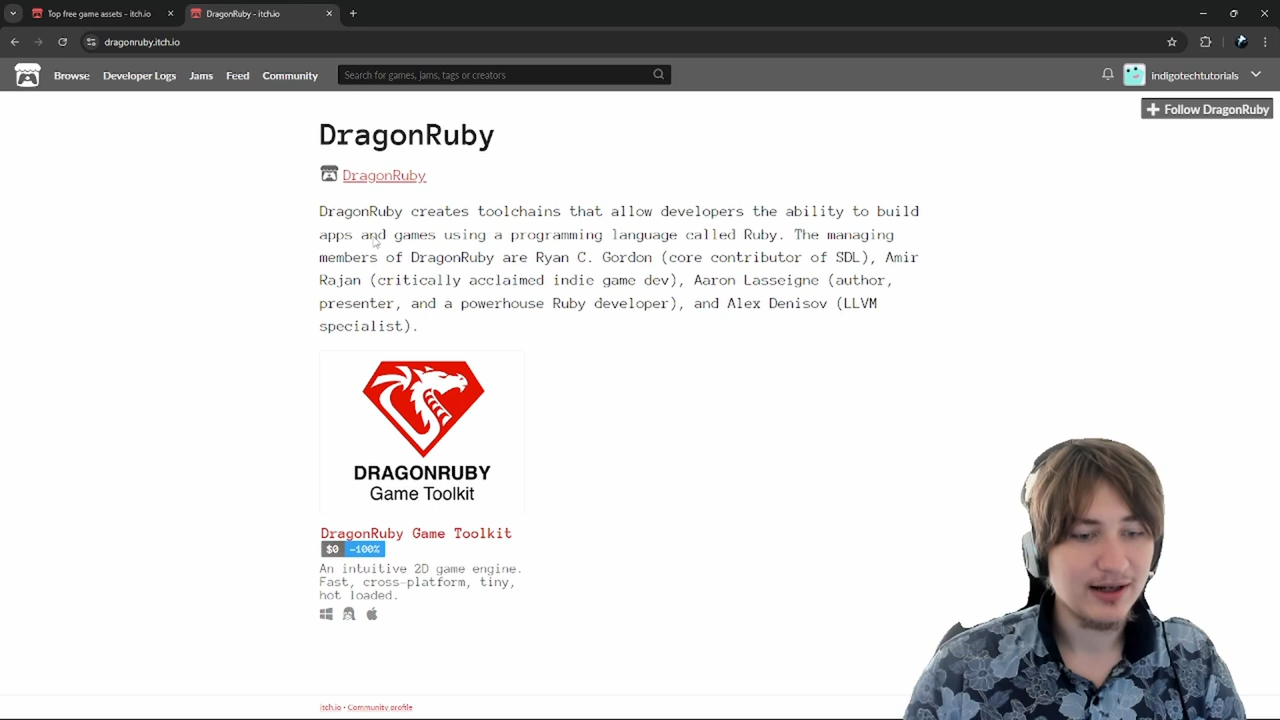 Top free game assets - itch.io
DragonRuby - itch.io
dragonruby.itch.io
Browse Developer Logs Jams Feed Community
Search for games, jams, tags or creators
indigotechtutorials
Follow DragonRuby
DragonRuby
DragonRuby
DragonRuby creates toolchains that allow developers the ability to build
apps and games using a programming language called Ruby. The managing
members of DragonRuby are Ryan C. Gordon (core contributor of SDL), Amir
Rajan (critically acclaimed indie game dev), Aaron Lasseigne (author,
presenter, and a powerhouse Ruby developer), and Alex Denisov (LLVM
specialist).
DRAGONRUBY
Game Toolkit
DragonRuby Game Toolkit
$0 -100%
An intuitive 2D game engine.
Fast, cross-platform, tiny,
hot loaded.
itch.io · Community profile